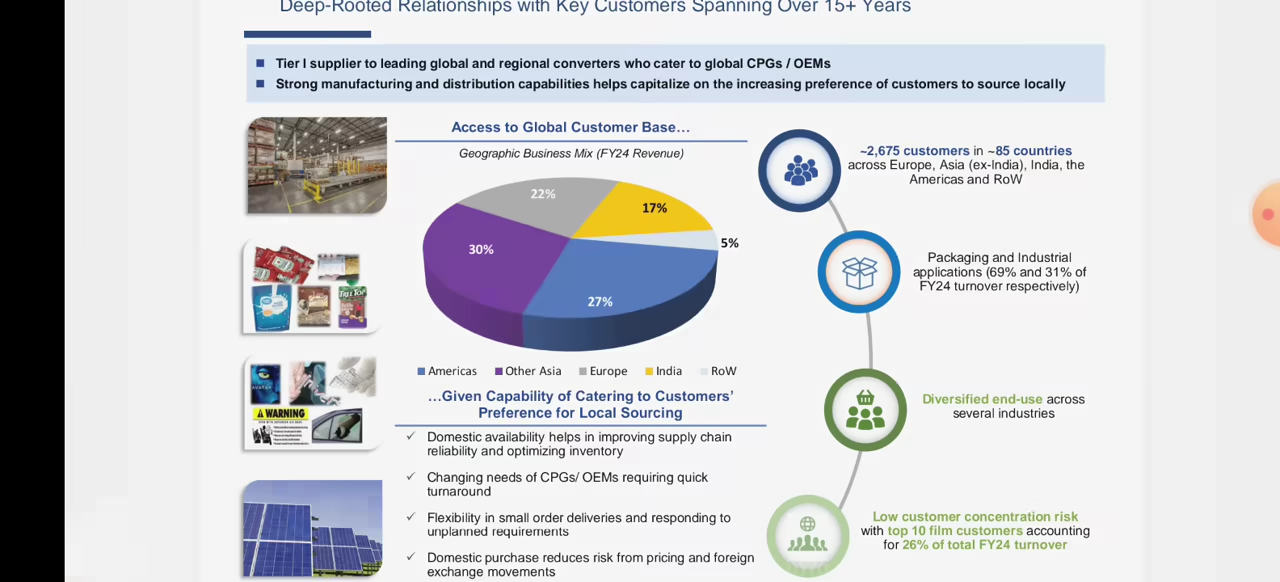 Deep-Rooted Relationships with Key Customers Spanning Over 15+ Years
Tier I supplier to leading global and regional converters who cater to global CPGs / OEMs
Strong manufacturing and distribution capabilities helps capitalize on the increasing preference of customers to source locally
Access to Global Customer Base…
Geographic Business Mix (FY24 Revenue)
22%
17%
5%
30%
27%
Americas Other Asia Europe India RoW
…Given Capability of Catering to Customers’
Preference for Local Sourcing
✓ Domestic availability helps in improving supply chain
reliability and optimizing inventory
✓ Changing needs of CPGs/ OEMs requiring quick
turnaround
✓ Flexibility in small order deliveries and responding to
unplanned requirements
✓ Domestic purchase reduces risk from pricing and foreign
exchange movements
~2,675 customers in ~85 countries
across Europe, Asia (ex-India), India, the
Americas and RoW
Packaging and Industrial
applications (69% and 31% of
FY24 turnover respectively)
Diversified end-use across
several industries
Low customer concentration risk
with top 10 film customers accounting
for 26% of total FY24 turnover
AVATAR
WARNING
TREE TOP